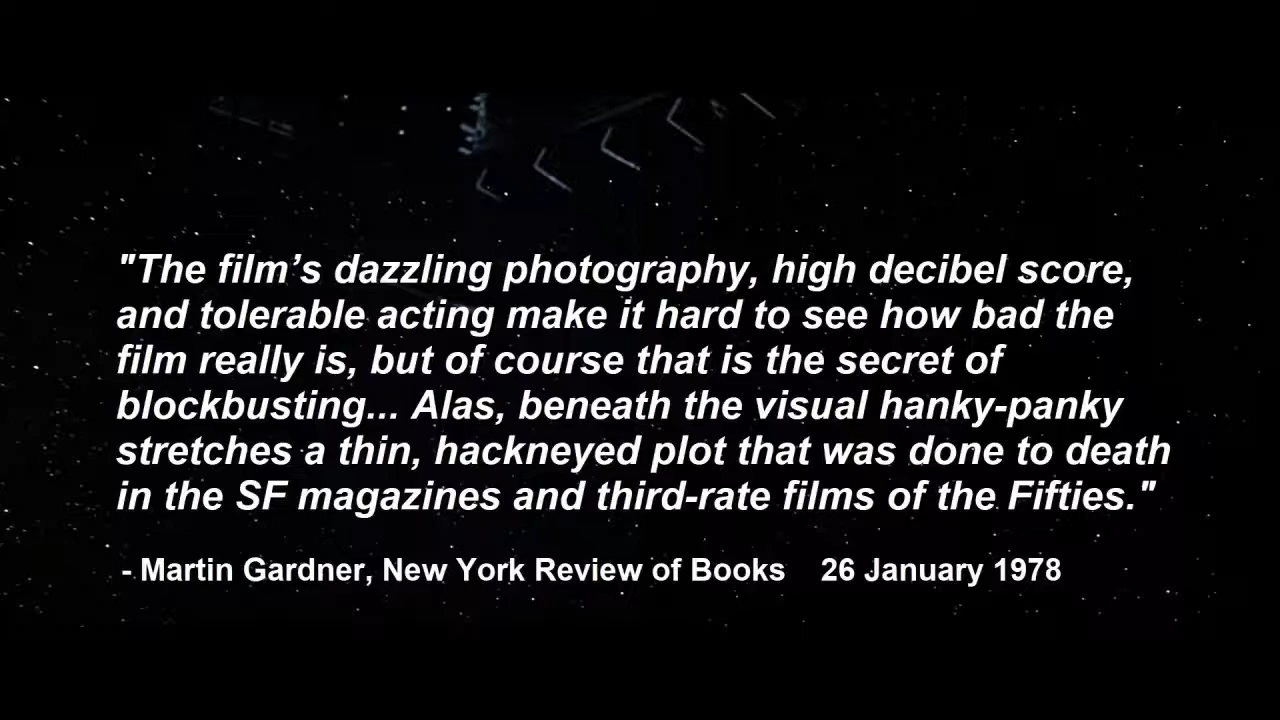 "The film’s dazzling photography, high decibel score,
and tolerable acting make it hard to see how bad the
film really is, but of course that is the secret of
blockbusting... Alas, beneath the visual hanky-panky
stretches a thin, hackneyed plot that was done to death
in the SF magazines and third-rate films of the Fifties."
- Martin Gardner, New York Review of Books    26 January 1978